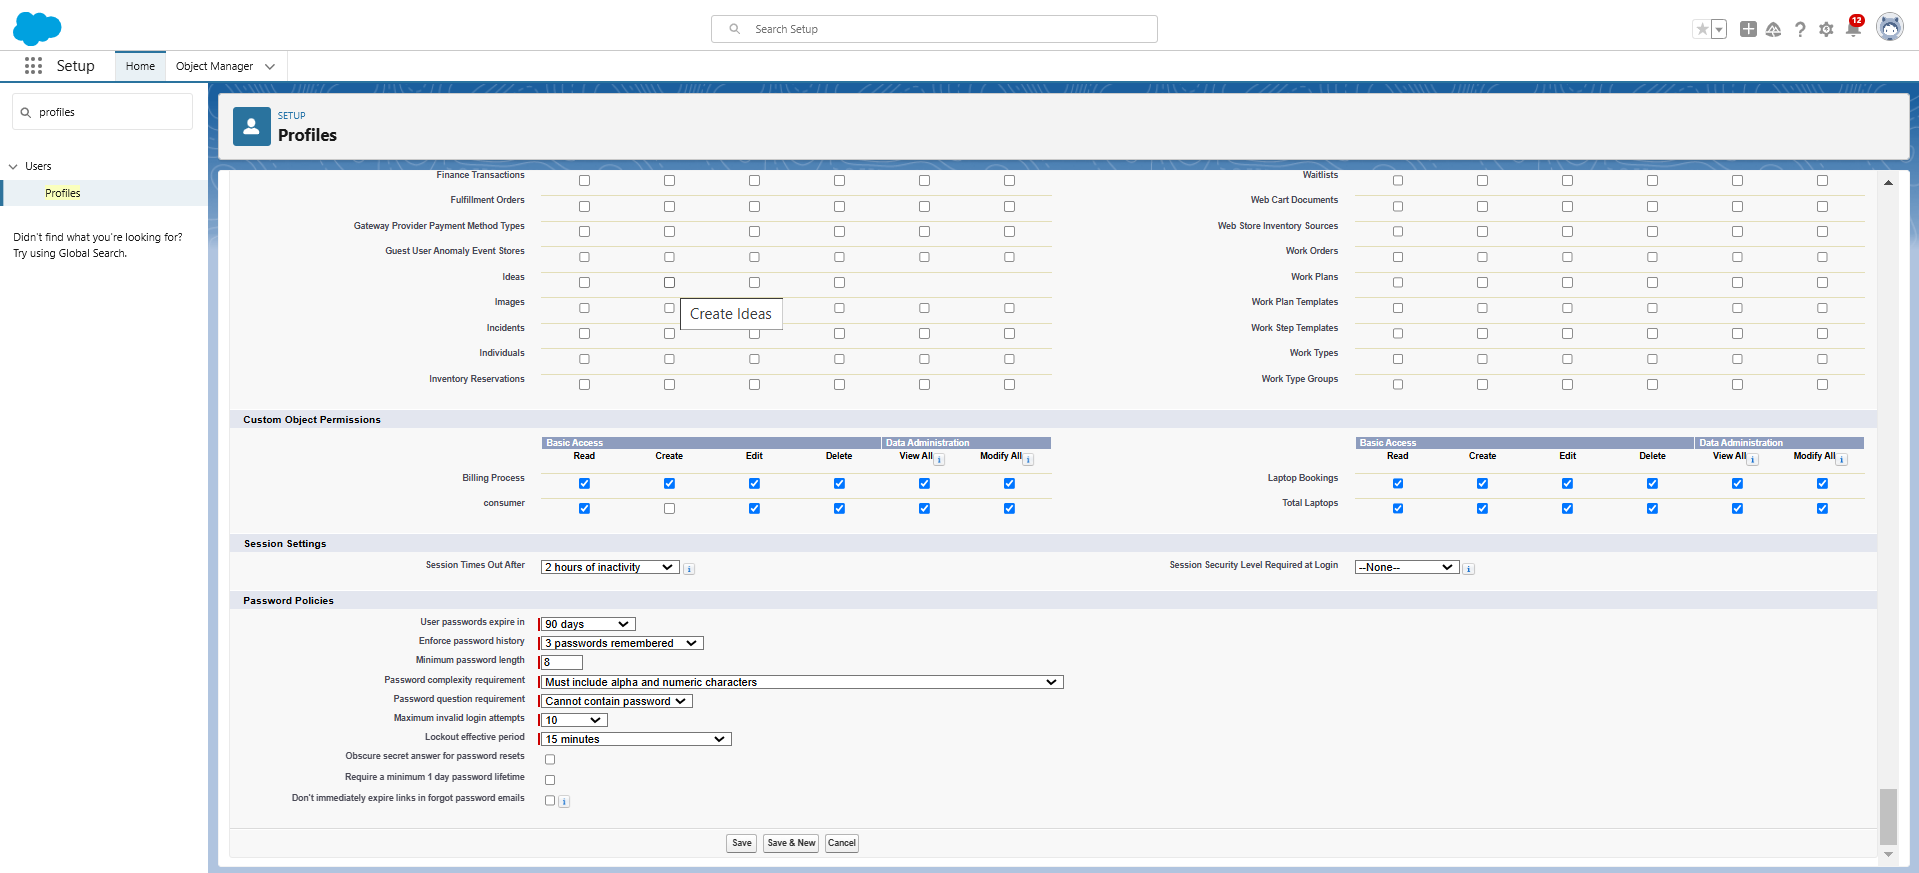 Search Setup
12
Setup
Home
Object Manager
profiles
Users
Profiles
Didn't find what you're looking for?
Try using Global Search.
SETUP
Profiles
Finance Transactions
Waitlists
Fulfillment Orders
Web Cart Documents
Gateway Provider Payment Method Types
Web Store Inventory Sources
Guest User Anomaly Event Stores
Work Orders
Ideas
Work Plans
Images
Work Plan Templates
Create Ideas
Incidents
Work Step Templates
Individuals
Work Types
Inventory Reservations
Work Type Groups
Custom Object Permissions
Basic Access Data Administration
Read Create Edit Delete View All i Modify All i
Billing Process
consumer
Basic Access Data Administration
Read Create Edit Delete View All i Modify All i
Laptop Bookings
Total Laptops
Session Settings
Session Times Out After 2 hours of inactivity i
Session Security Level Required at Login --None-- i
Password Policies
User passwords expire in 90 days
Enforce password history 3 passwords remembered
Minimum password length 8
Password complexity requirement Must include alpha and numeric characters
Password question requirement Cannot contain password
Maximum invalid login attempts 10
Lockout effective period 15 minutes
Obscure secret answer for password resets
Require a minimum 1 day password lifetime
Don't immediately expire links in forgot password emails i
Save Save & New Cancel